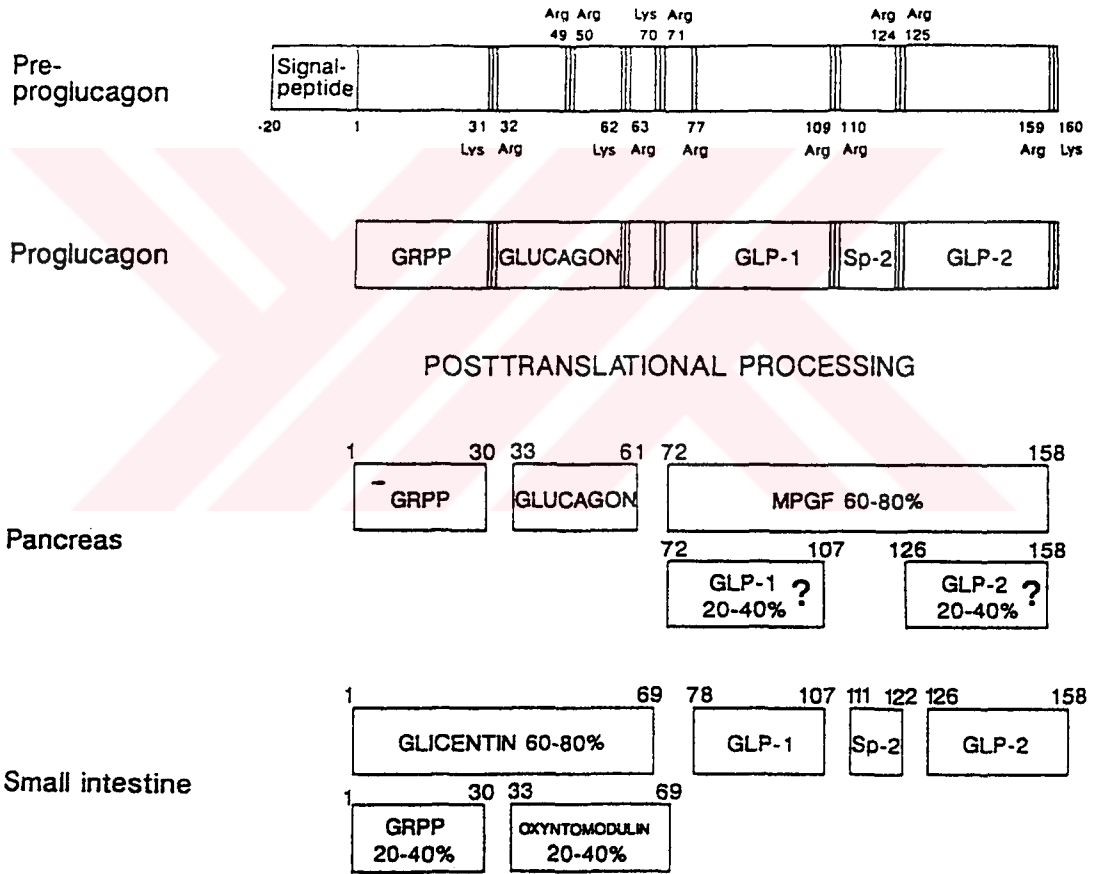 Arg Arg Lys Arg Arg Arg
49 50 70 71 124 125
Pre-
proglucagon
Signal-
peptide
-20 1 31 32 62 63 77 109 110 159 160
Lys Arg Lys Arg Arg Arg Arg Arg Lys
Proglucagon
GRPP GLUCAGON GLP-1 Sp-2 GLP-2
POSTTRANSLATIONAL PROCESSING
1 30 33 61 72 158
GRPP GLUCAGON MPGF 60-80%
Pancreas
72 107 126 158
GLP-1 ? GLP-2 ?
20-40% 20-40%
1 69 78 107 111 122 126 158
GLICENTIN 60-80% GLP-1 Sp-2 GLP-2
Small intestine
1 30 33 69
GRPP OXYNTOMODULIN
20-40% 20-40%